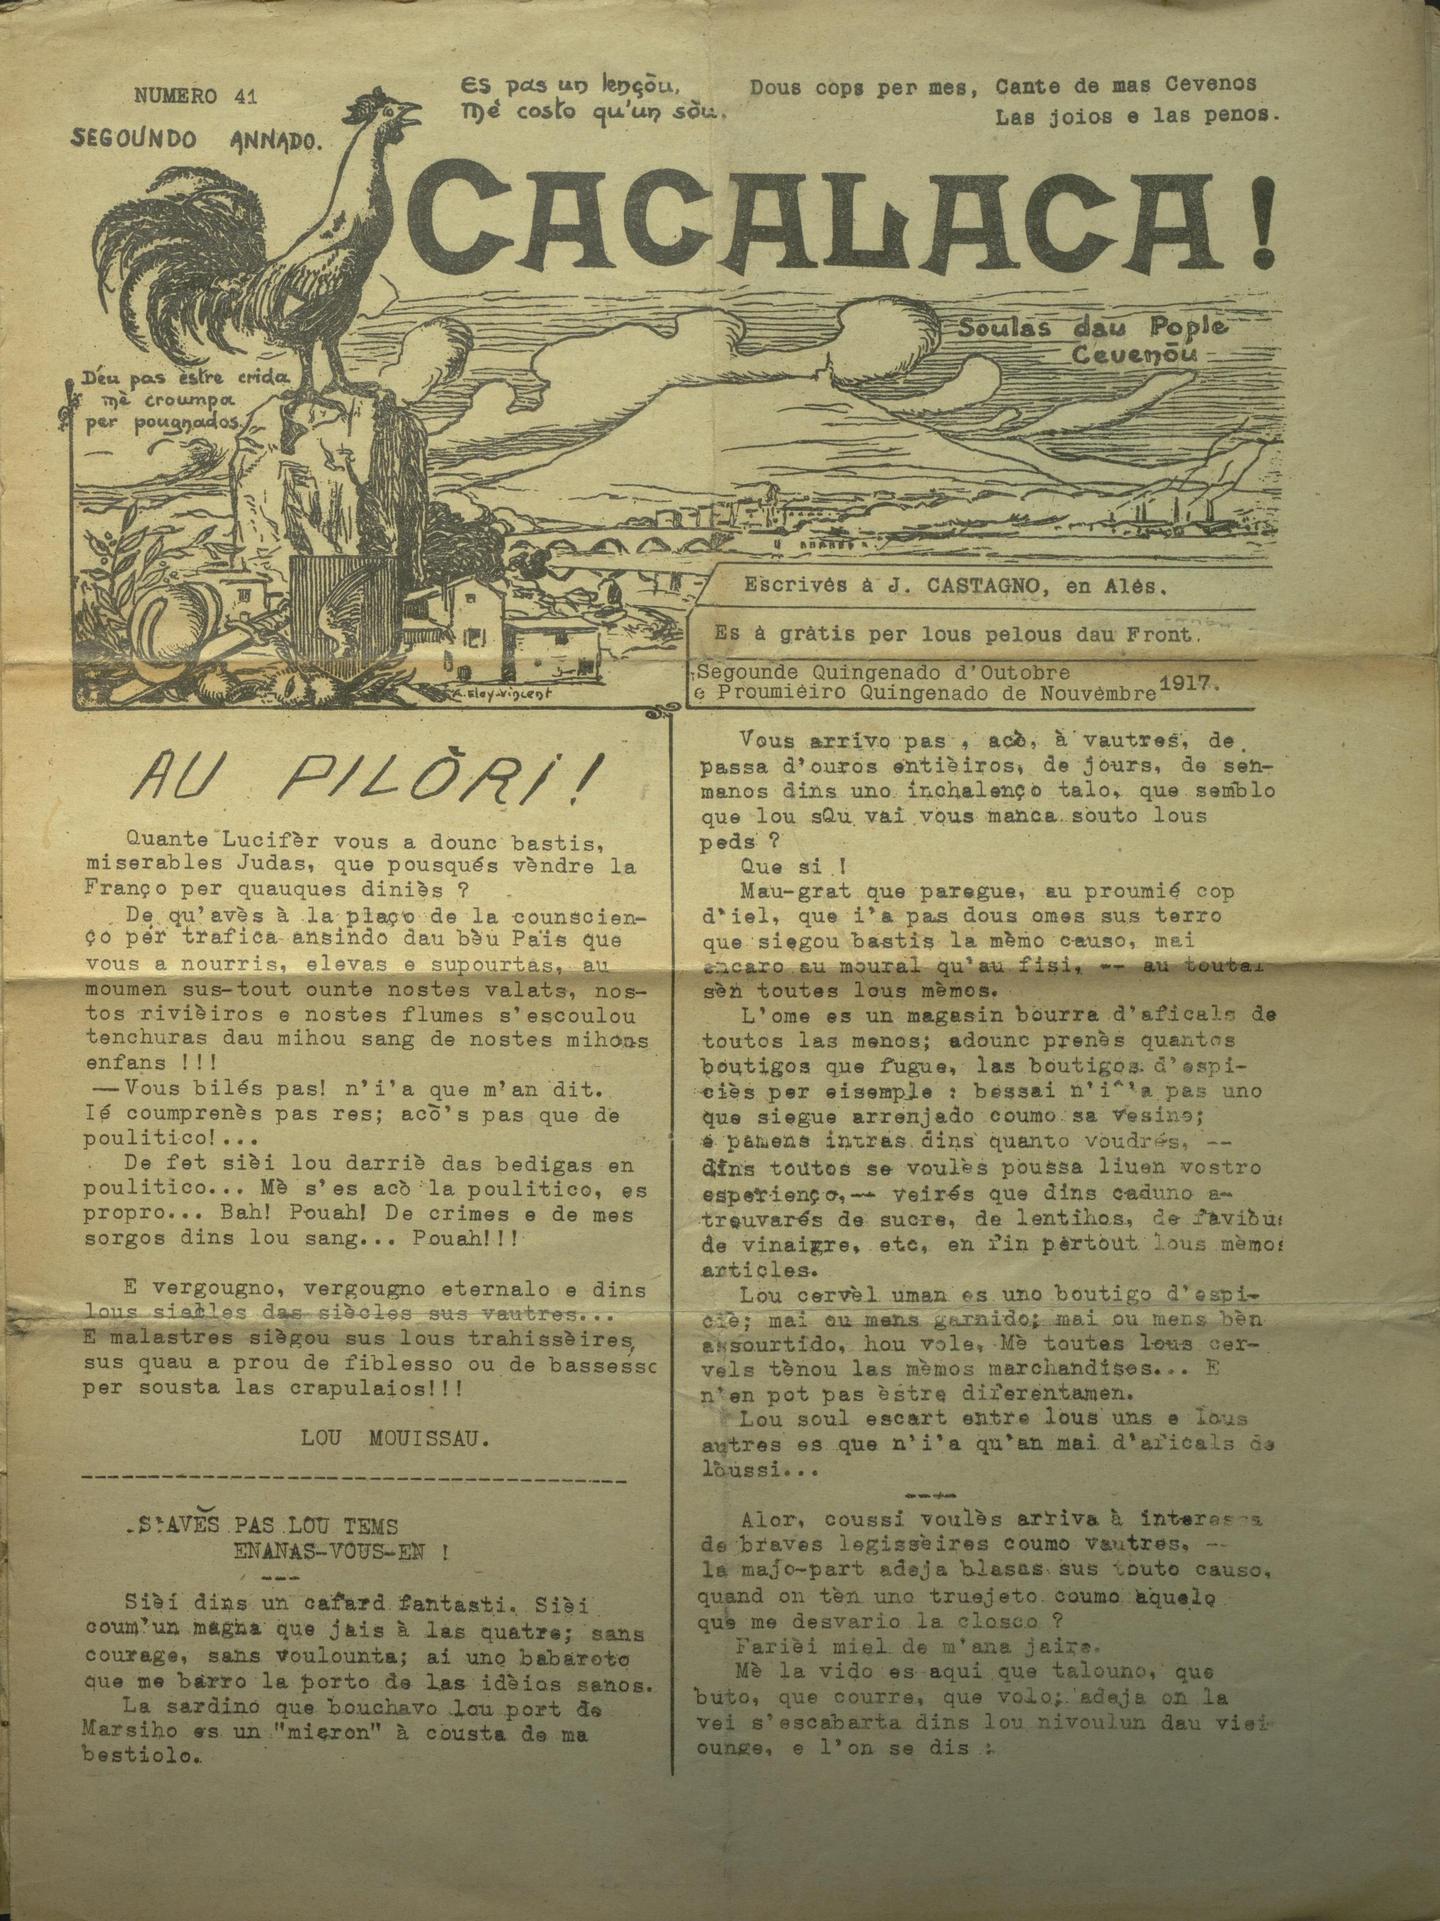 NUMERO 41
SEGOUNDO ANNADO.
Es pas un lençòu,
Mè costo qu'un sòu.
Dous cops per mes, Cante de mas Cevenos
Las joios e las penos.
CACALACA!
Soulas dau Pople
Cevenòu
Déu pas èstre crida
mè croumpa
per pougnados.
Escrivès à J. CASTAGNO, en Alès.
Es à gràtis per lous pelous dau Front.
Segounde Quingenado d'Outobre
e Proumièiro Quingenado de Nouvèmbre 1917.
A. Eloy-Vincent
AU PILÒRI!
Quante Lucifèr vous a dounc bastis,
miserables Judas, que pousqués vèndre la
Franço per quauques diniès ?
De qu'avès à la plaço de la counscien-
ço pèr trafica ansindo dau bèu Païs que
vous a nourris, elevas e supourtas, au
moumen sus-tout ounte nostes valats, nos-
tos rivièiros e nostes flumes s'escoulou
tenchuras dau mihou sang de nostes mihous
enfans !!!
—Vous bilés pas! n'i'a que m'an dit.
Ié coumprenès pas res; acò's pas que de
poulitico!...
De fet sièi lou darriè das bedigas en
poulitico... Mè s'es acò la poulitico, es
propro... Bah! Pouah! De crimes e de mes
sorgos dins lou sang... Pouah!!!
E vergougno, vergougno eternalo e dins
lous siècles das siècles sus vautres...
E malastres siègou sus lous trahissèires,
sus quau a prou de fiblesso ou de bassesso
per sousta las crapulaios!!!
LOU MOUISSAU.
S'AVÈS PAS LOU TEMS
ENANAS-VOUS-EN !
Sièi dins un cafard fantasti. Sièi
coum'un magna que jais à las quatre; sans
courage, sans voulounta; ai uno babaroto
que me barro la porto de las idèios sanos.
La sardino que bouchavo lou port de
Marsiho es un "micron" à cousta de ma
bestiolo.
Vous arrivo pas , acò, à vautres, de
passa d'ouros entièiros, de jours, de sen-
manos dins uno inchalenço talo, que semblo
que lou sQu vai vous manca souto lous
peds ?
Que si !
Mau-grat que paregue, au proumié cop
d'iel, que i'a pas dous omes sus terro
que siegou bastis la mèmo causo, mai
encaro au moural qu'au fisi, -- au toutal
sèn toutes lous mèmos.
L'ome es un magasin bourra d'aficals de
toutos las menos; adounc prenès quantos
boutigos que fugue, las boutigos d'espi-
ciès per eisemple : bessai n'i^'a pas uno
que siegue arrenjado coumo sa vesino;
e pamens intras dins quanto voudrés, --
dins toutos se voulès poussa liuen vostro
esperienço,-- veirés que dins caduno a-
trouvarés de sucre, de lentihos, de faviòus
de vinaigre, etc, en fin pertout lous mèmos
articles.
Lou cervèl uman es uno boutigo d'espi-
ciè; mai ou mens garnido; mai ou mens bèn
assourtido, hou vole, Mè toutes lous cer-
vels tènou las mèmos marchandises... E
n'en pot pas èstre diferentamen.
Lou soul escart entre lous uns e lous
autres es que n'i'a qu'an mai d'aficals de
lòussi...
Alor, coussi voulès arriva à interessa
de braves legissèires coumo vautres, --
la majo-part adeja blasas sus touto causo,
quand on tèn uno truejeto coumo aquelo
que me desvario la closco ?
Farièi miel de m'ana jaire.
Mè la vido es aqui que talouno, que
buto, que courre, que volo; adeja on la
vei s'escabarta dins lou nivoulun dau viei
ounge, e l'on se dis :